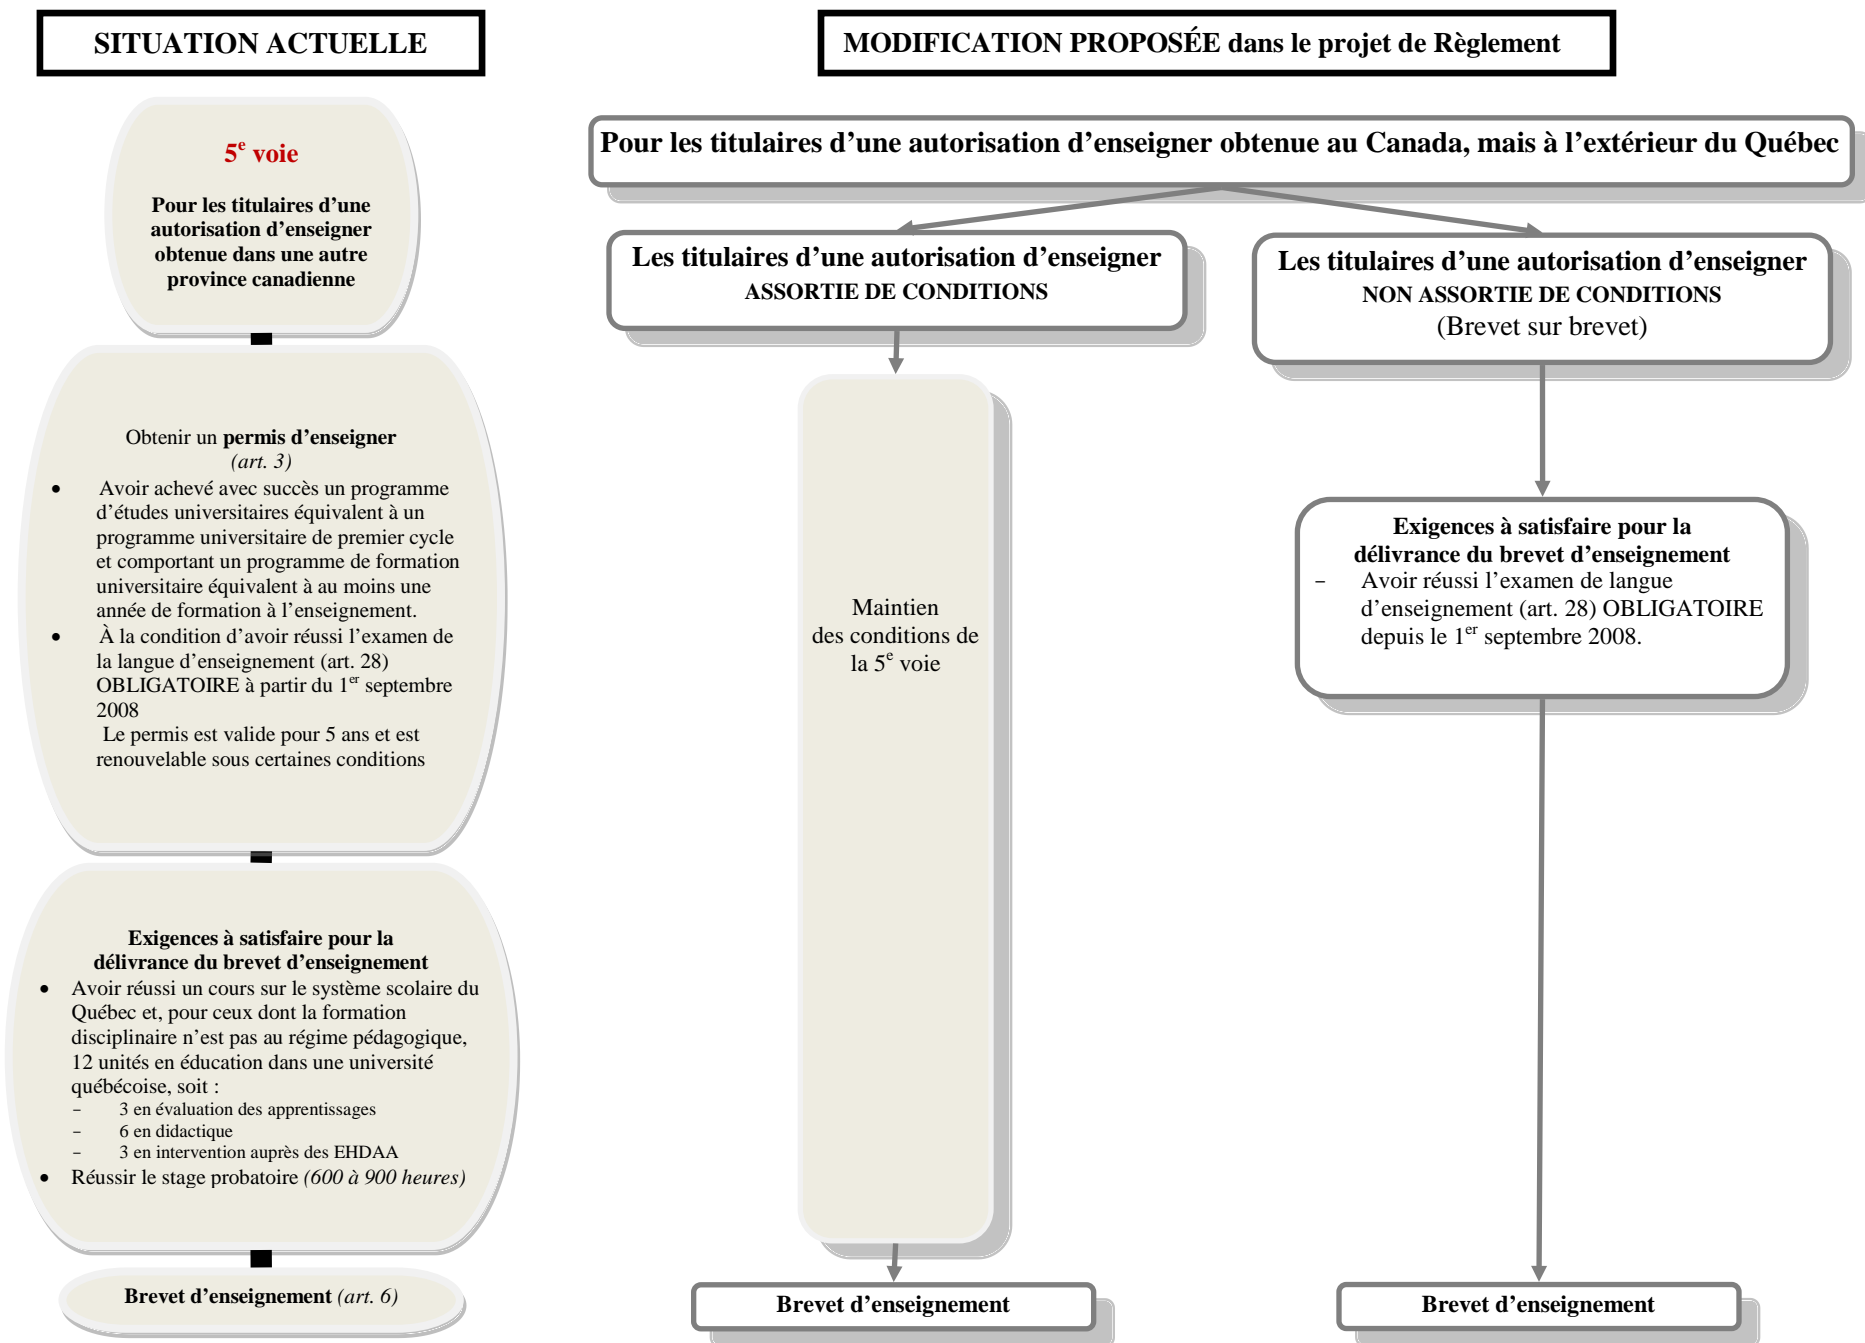 SITUATION ACTUELLE
5e voie
Pour les titulaires d’une
autorisation d’enseigner
obtenue dans une autre
province canadienne
Obtenir un permis d’enseigner
(art. 3)
• Avoir achevé avec succès un programme
d’études universitaires équivalent à un
programme universitaire de premier cycle
et comportant un programme de formation
universitaire équivalent à au moins une
année de formation à l’enseignement.
• À la condition d’avoir réussi l’examen de
la langue d’enseignement (art. 28)
OBLIGATOIRE à partir du 1er septembre
2008
Le permis est valide pour 5 ans et est
renouvelable sous certaines conditions
Exigences à satisfaire pour la
délivrance du brevet d’enseignement
• Avoir réussi un cours sur le système scolaire du
Québec et, pour ceux dont la formation
disciplinaire n’est pas au régime pédagogique,
12 unités en éducation dans une université
québécoise, soit :
- 3 en évaluation des apprentissages
- 6 en didactique
- 3 en intervention auprès des EHDAA
• Réussir le stage probatoire (600 à 900 heures)
Brevet d’enseignement (art. 6)
MODIFICATION PROPOSÉE dans le projet de Règlement
Pour les titulaires d’une autorisation d’enseigner obtenue au Canada, mais à l’extérieur du Québec
Les titulaires d’une autorisation d’enseigner
ASSORTIE DE CONDITIONS
Maintien
des conditions de
la 5e voie
Brevet d’enseignement
Les titulaires d’une autorisation d’enseigner
NON ASSORTIE DE CONDITIONS
(Brevet sur brevet)
Exigences à satisfaire pour la
délivrance du brevet d’enseignement
- Avoir réussi l’examen de langue
d’enseignement (art. 28) OBLIGATOIRE
depuis le 1er septembre 2008.
Brevet d’enseignement